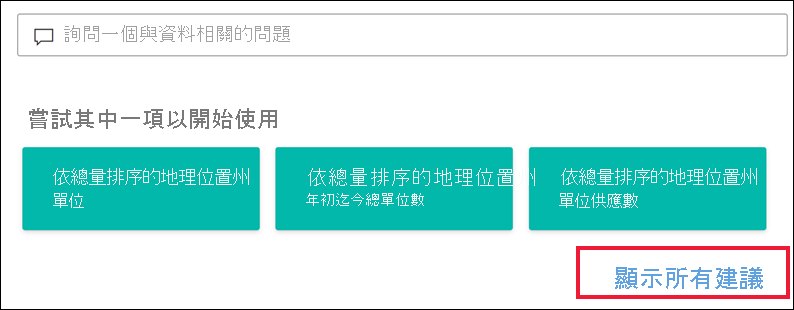 詢問一個與資料相關的問題
嘗試其中一項以開始使用
依總量排序的地理位置州
單位
依總量排序的地理位置州
年初迄今總單位數
依總量排序的地理位置州
單位供應數
顯示所有建議